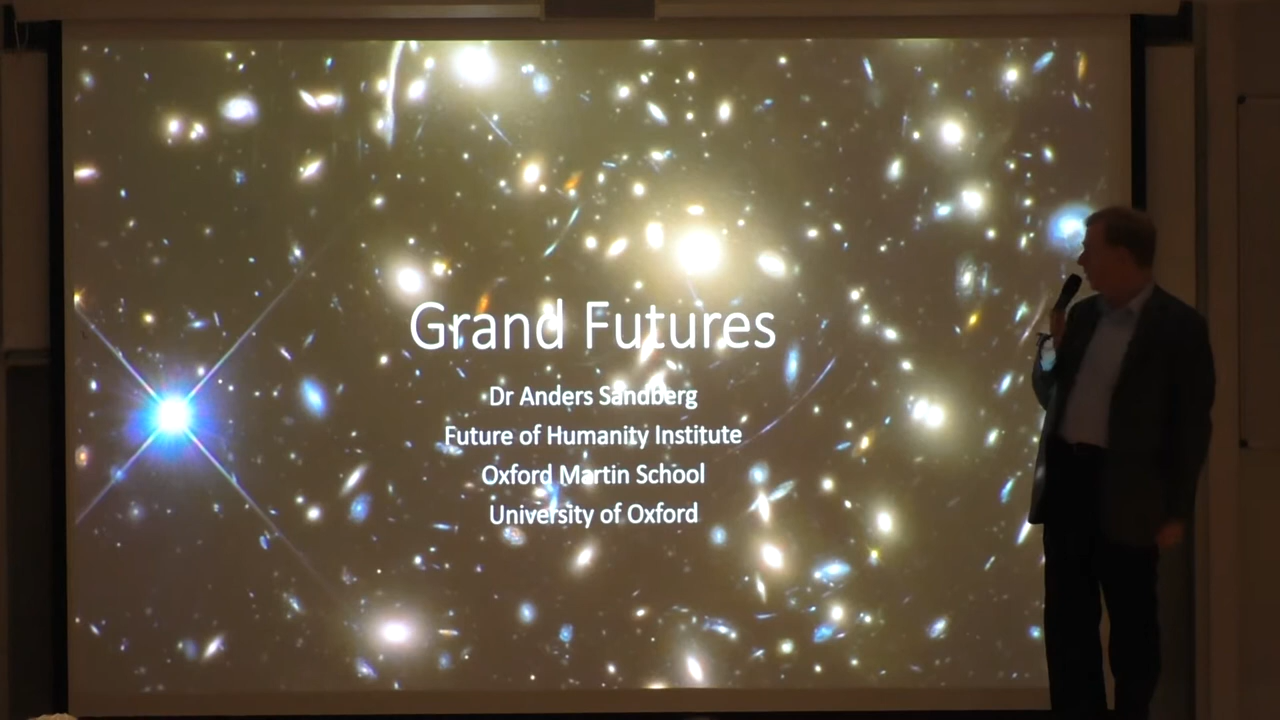 Grand Futures
Dr Anders Sandberg
Future of Humanity Institute
Oxford Martin School
University of Oxford